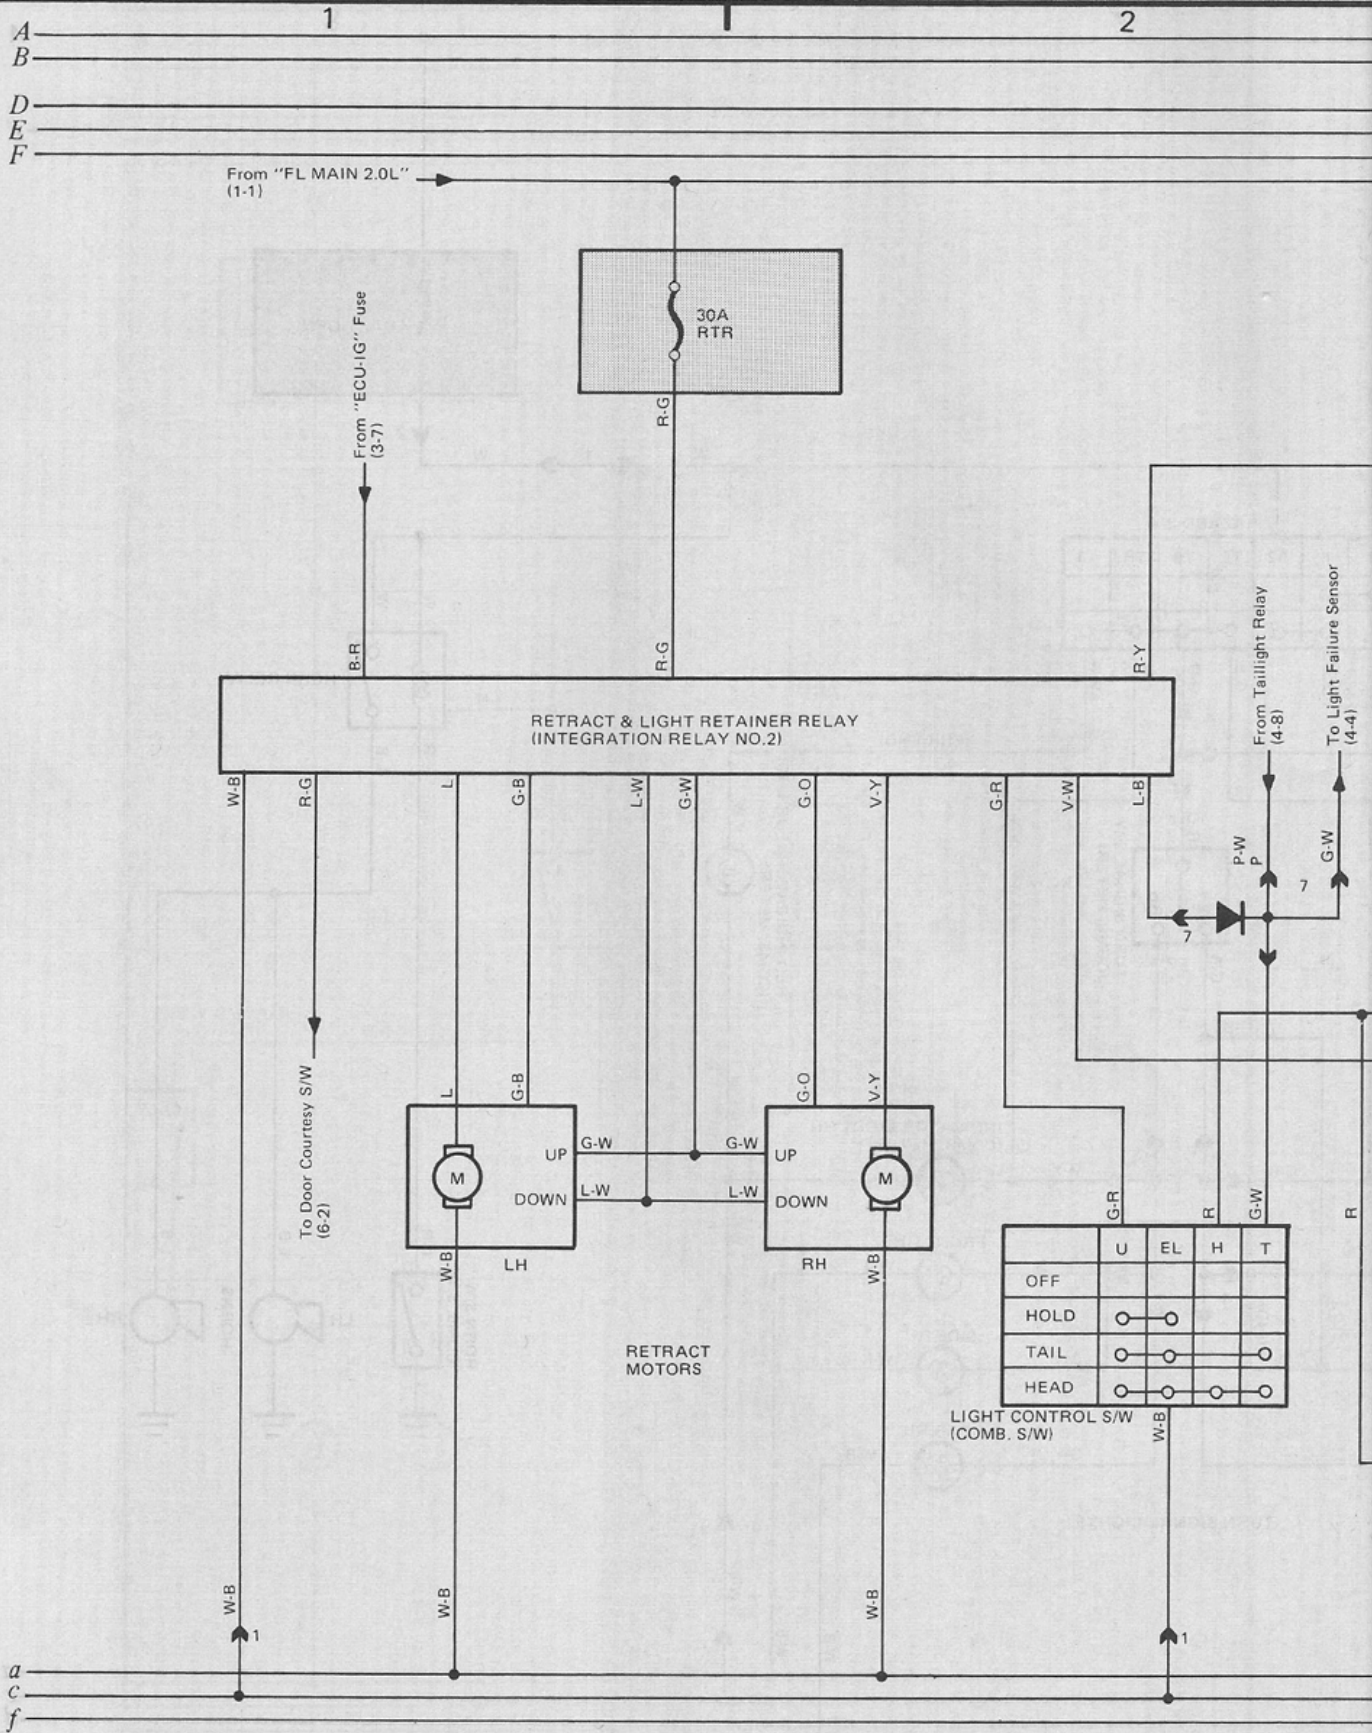 1 2
A
B
D
E
F
From "FL MAIN 2.0L"
(1-1)
30A
RTR
From "ECU-IG" Fuse
(3-7)
R-G
From Taillight Relay
(4-8)
To Light Failure Sensor
(4-4)
B-R
R-G
R-Y
RETRACT & LIGHT RETAINER RELAY
(INTEGRATION RELAY NO.2)
W-B R-G L G-B L-W G-W G-O V-Y G-R V-W L-B
P-W
P
7
G-W
7
To Door Courtesy S/W
(6-2)
L G-B G-O V-Y
UP G-W G-W UP
M M
DOWN L-W L-W DOWN
G-R R G-W R
W-B LH RH W-B
U EL H T
OFF
HOLD
TAIL
HEAD
RETRACT
MOTORS
LIGHT CONTROL S/W
(COMB. S/W)
W-B
W-B W-B W-B
1 1
a
c
f